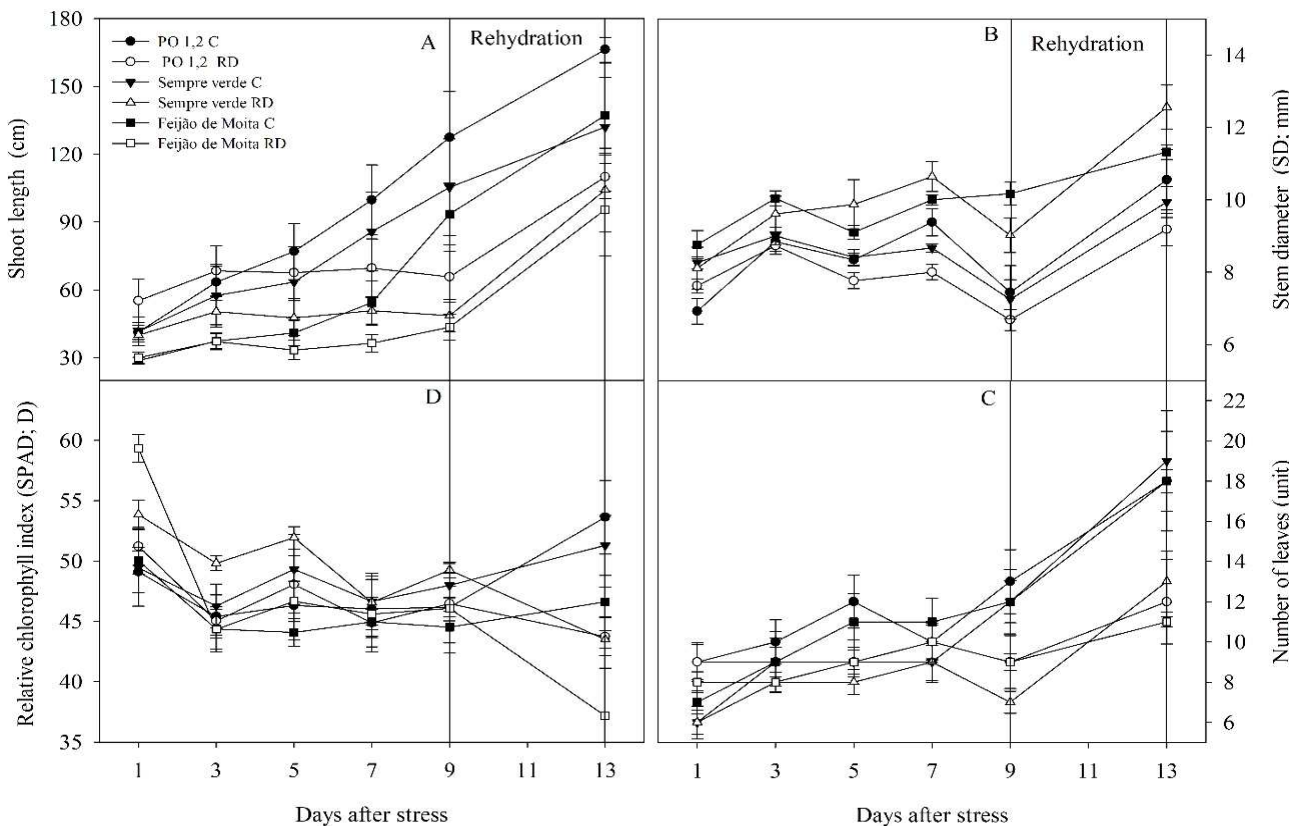 180
150
120
90
60
30
Shoot length (cm)
PO 1,2 C
PO 1,2 RD
Sempre verde C
Sempre verde RD
Feijão de Moita C
Feijão de Moita RD
A
Rehydration
B
Rehydration
14
12
10
8
6
Stem diameter (SD; mm)
60
55
50
45
40
35
Relative chlorophyll index (SPAD; D)
D
C
22
20
18
16
14
12
10
8
6
Number of leaves (unit)
1
3
5
7
9
11
13
Days after stress
1
3
5
7
9
11
13
Days after stress